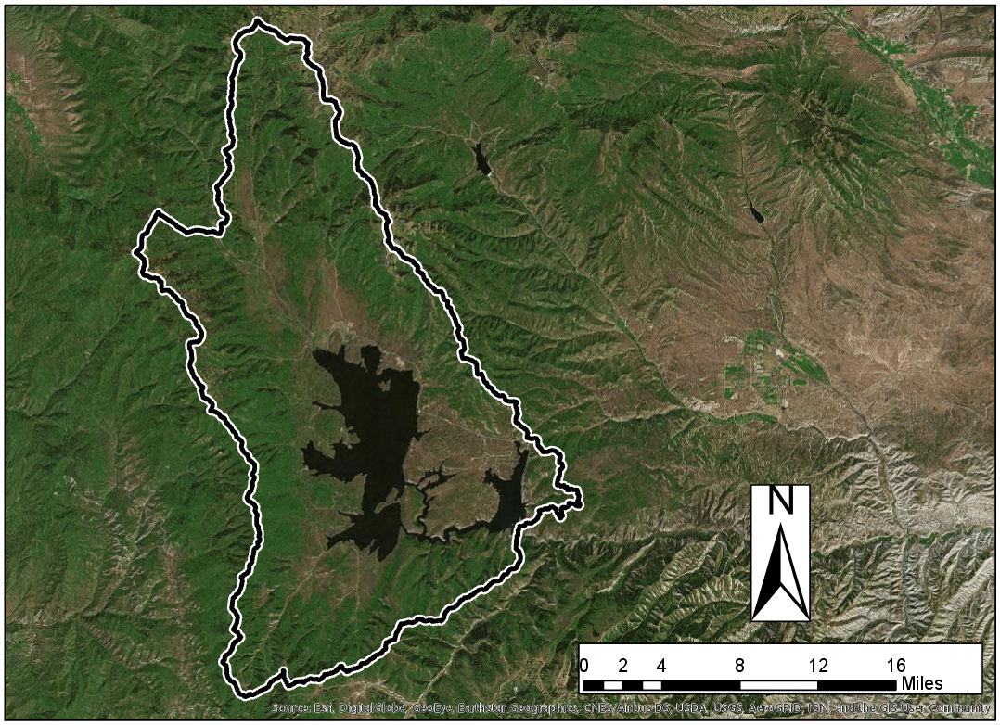 N
0 2 4 8 12 16
Miles
Source: Esri, DigitalGlobe, GeoEye, Earthstar Geographics, CNES/Airbus DS, USDA, USGS, AeroGRID, IGN, and the GIS User Community